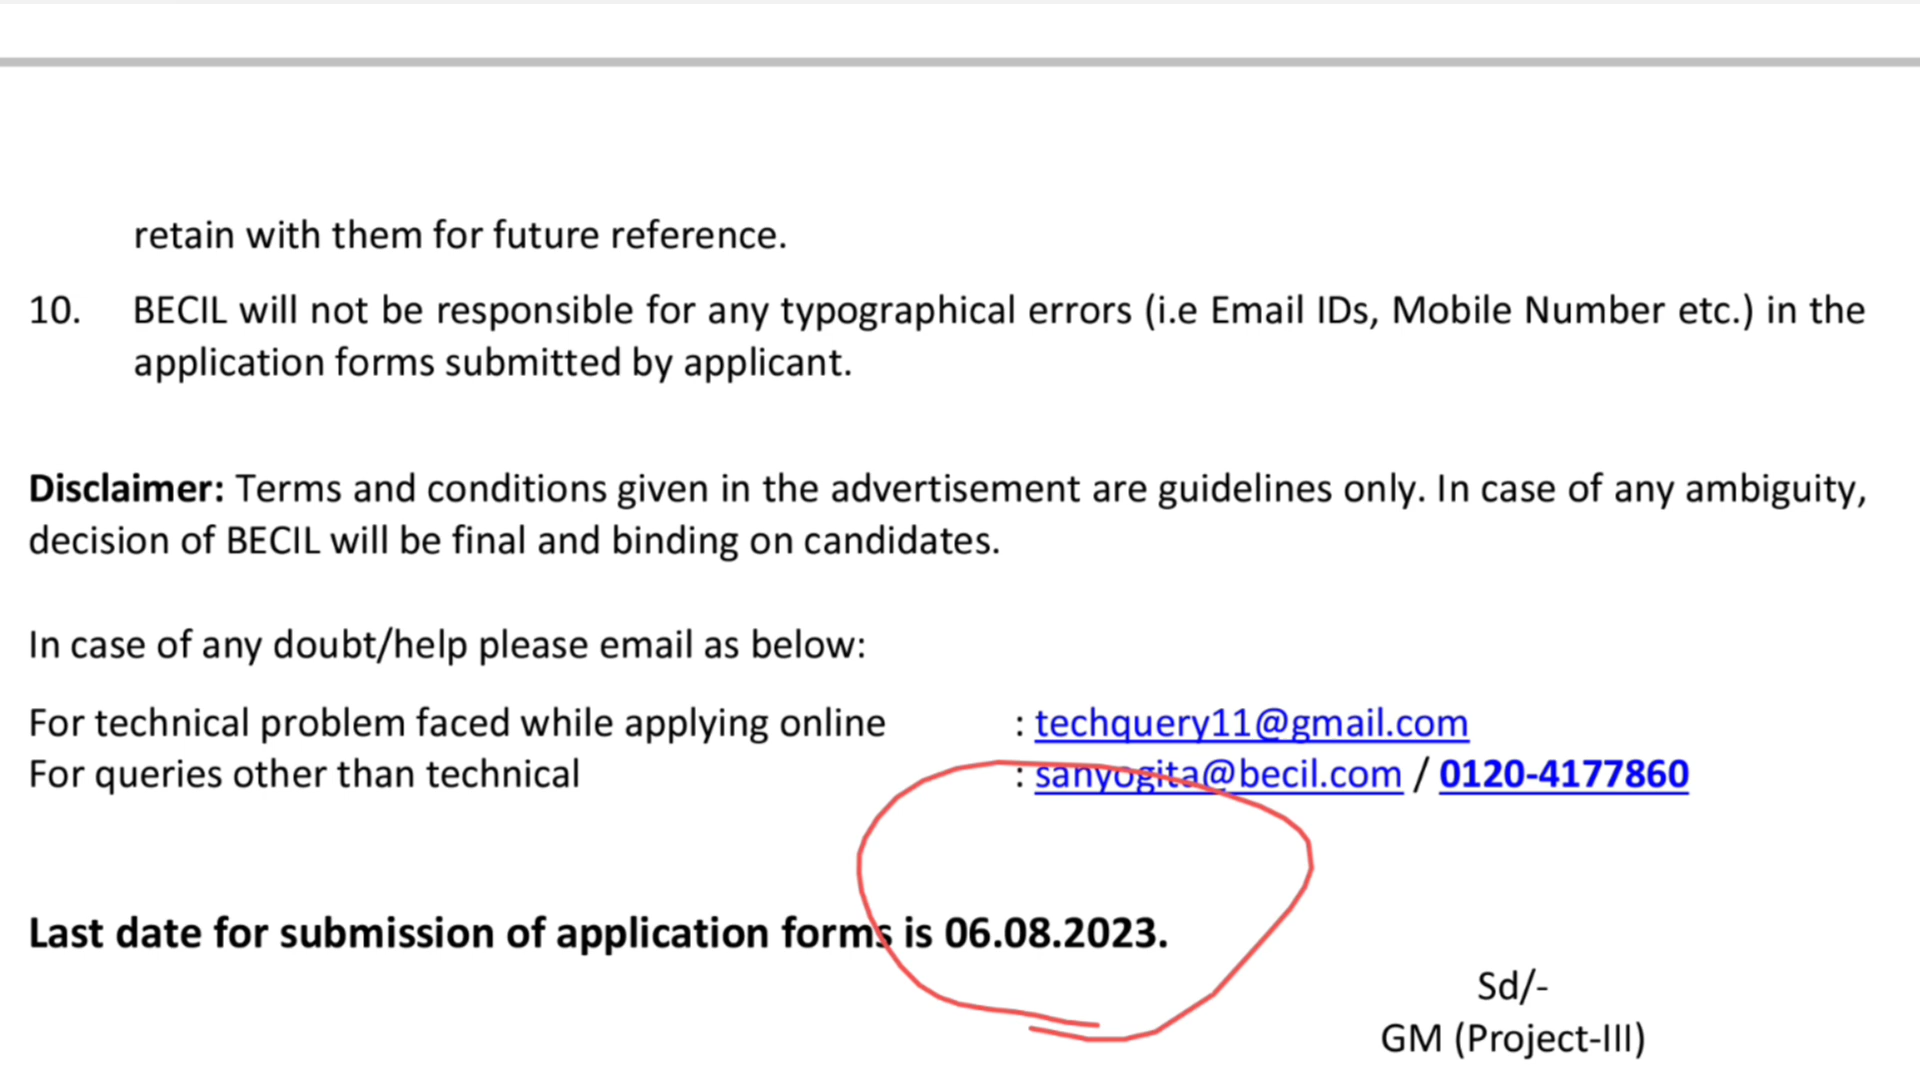 retain with them for future reference.
10. BECIL will not be responsible for any typographical errors (i.e Email IDs, Mobile Number etc.) in the
application forms submitted by applicant.
Disclaimer: Terms and conditions given in the advertisement are guidelines only. In case of any ambiguity,
decision of BECIL will be final and binding on candidates.
In case of any doubt/help please email as below:
For technical problem faced while applying online : techquery11@gmail.com
For queries other than technical : sanyogita@becil.com / 0120-4177860
Last date for submission of application forms is 06.08.2023.
Sd/-
GM (Project-III)